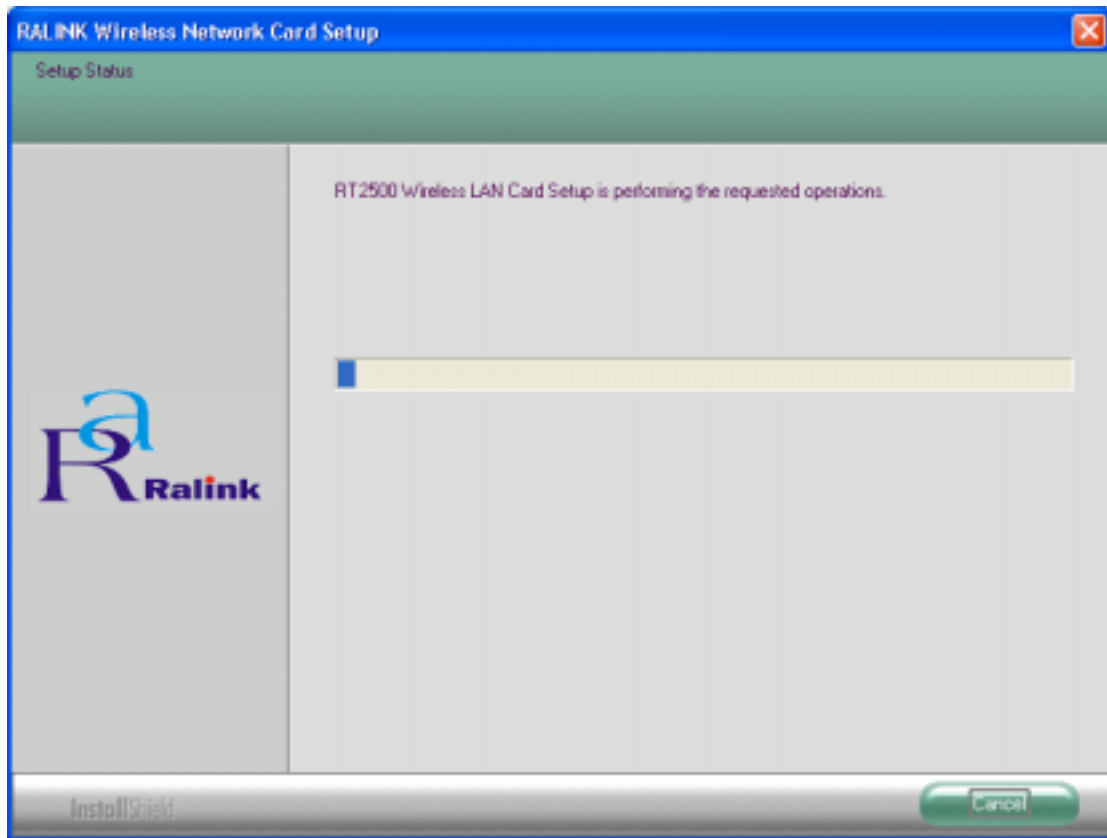 RALINK Wireless Network Card Setup
Setup Status
RT2500 Wireless LAN Card Setup is performing the requested operations.
Ra
Ralink
InstallShield
Cancel